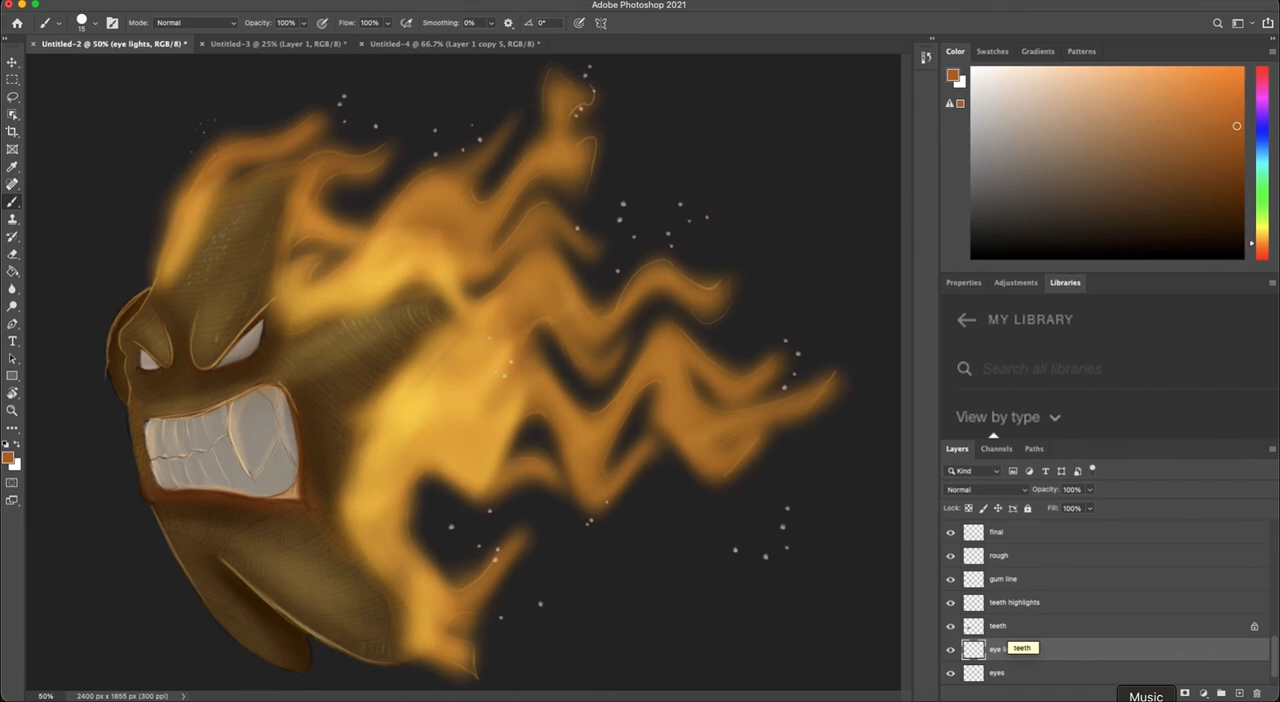 Adobe Photoshop 2021
15
Mode: Normal
Opacity: 100%
Flow: 100%
Smoothing: 0%
0°
Untitled-2 @ 50% (eye lights, RGB/8) *
Untitled-3 @ 25% (Layer 1, RGB/8) *
Untitled-4 @ 66.7% (Layer 1 copy 5, RGB/8) *
Color Swatches Gradients Patterns
Properties Adjustments Libraries
MY LIBRARY
Search all libraries
View by type
Layers Channels Paths
Kind
Normal Opacity: 100%
Lock: Fill: 100%
final
rough
gum line
teeth highlights
teeth
eye li
teeth
eyes
50% 2400 px x 1855 px (300 ppi)
Music